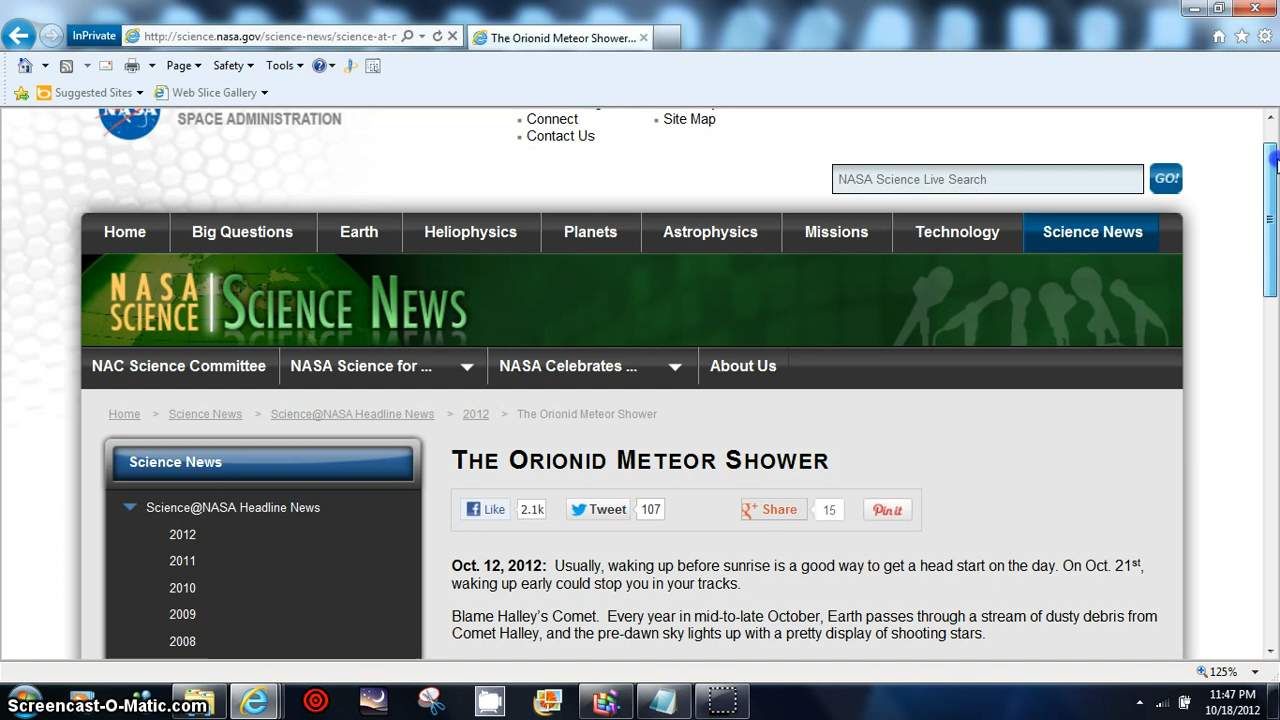 InPrivate
http://science.nasa.gov/science-news/science-at-n
The Orionid Meteor Shower...
Page
Safety
Tools
Suggested Sites
Web Slice Gallery
NASA
SPACE ADMINISTRATION
Connect
Contact Us
Site Map
NASA Science Live Search
GO!
Home
Big Questions
Earth
Heliophysics
Planets
Astrophysics
Missions
Technology
Science News
NASA
SCIENCE
SCIENCE NEWS
NAC Science Committee
NASA Science for ...
NASA Celebrates ...
About Us
Home > Science News > Science@NASA Headline News > 2012 > The Orionid Meteor Shower
Science News
Science@NASA Headline News
2012
2011
2010
2009
2008
THE ORIONID METEOR SHOWER
Like 2.1k
Tweet 107
Share 15
Pin it
Oct. 12, 2012: Usually, waking up before sunrise is a good way to get a head start on the day. On Oct. 21st,
waking up early could stop you in your tracks.
Blame Halley's Comet. Every year in mid-to-late October, Earth passes through a stream of dusty debris from
Comet Halley, and the pre-dawn sky lights up with a pretty display of shooting stars.
125%
Screencast-O-Matic.com
11:47 PM
10/18/2012